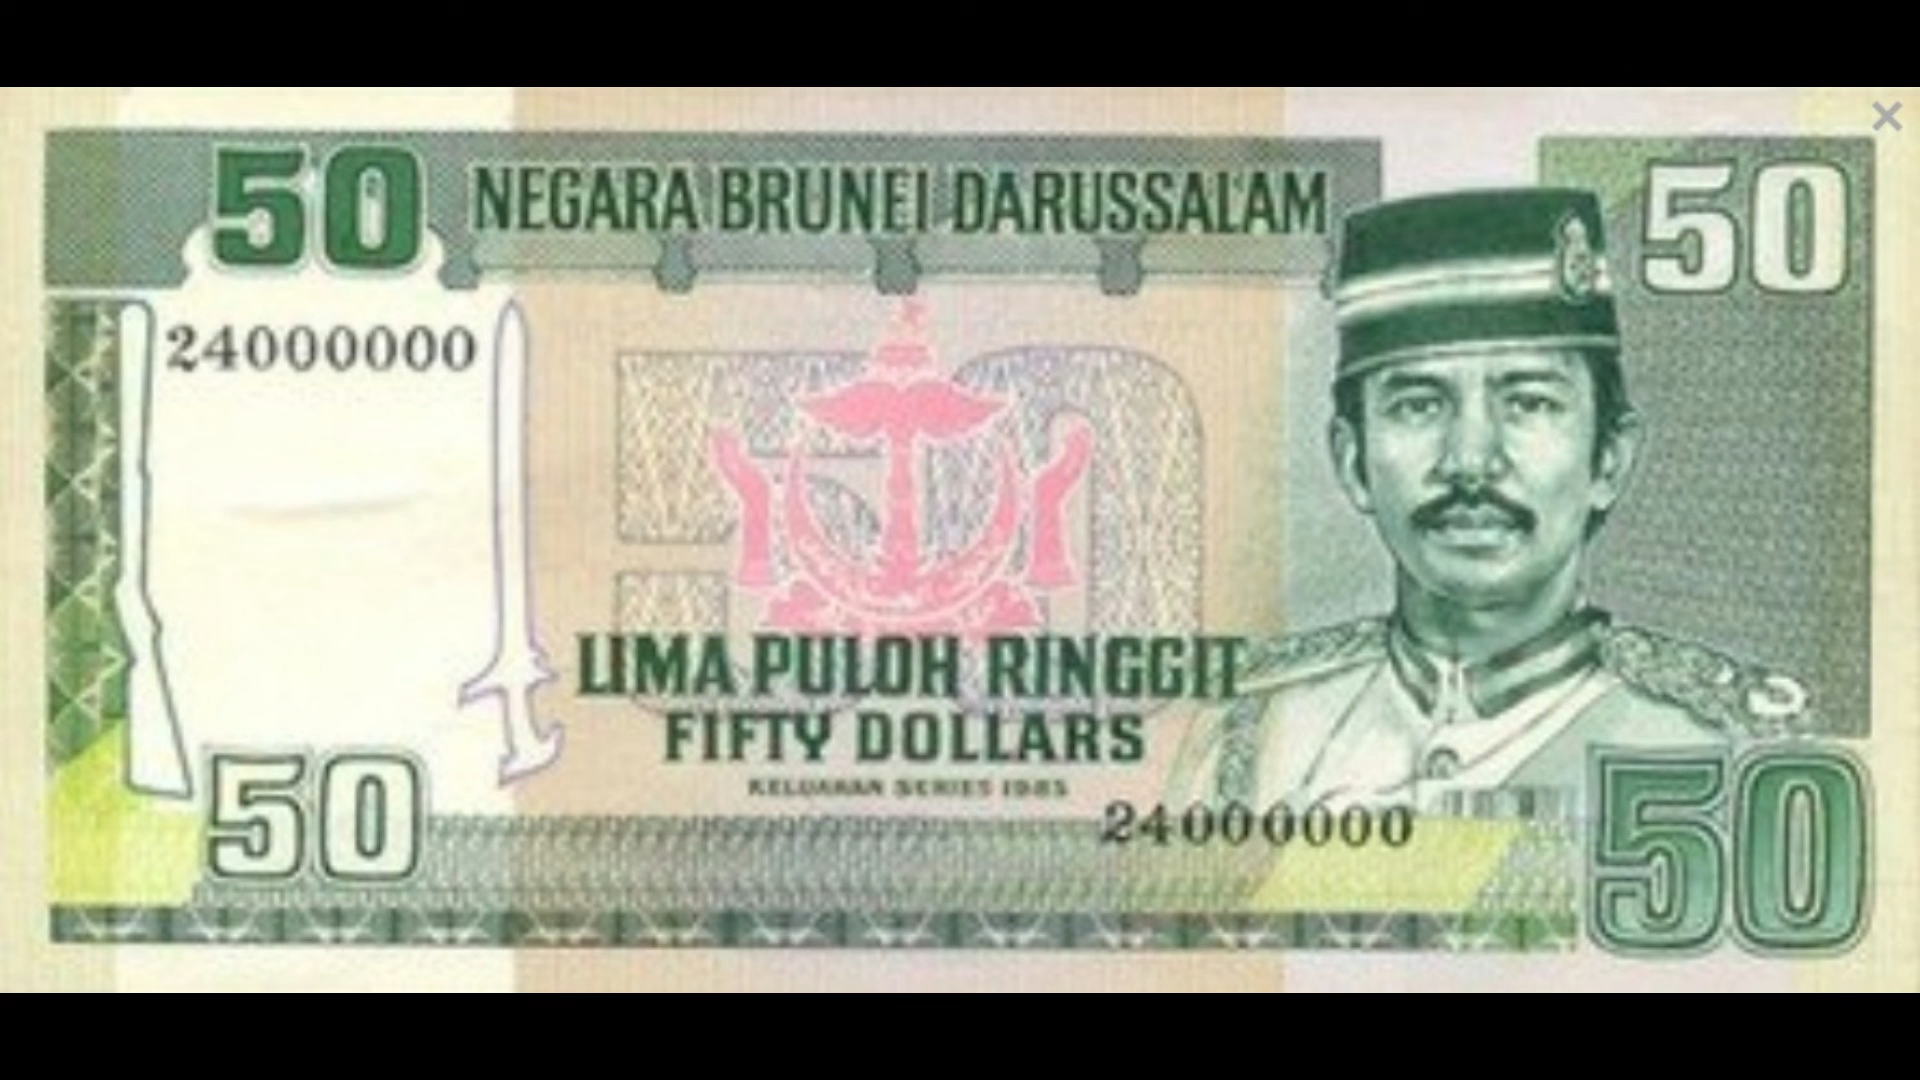 50 NEGARA BRUNEI DARUSSALAM 50
24000000
LIMA PULOH RINGGIT
FIFTY DOLLARS
KELUARAN SERIES 1985
24000000
50 50